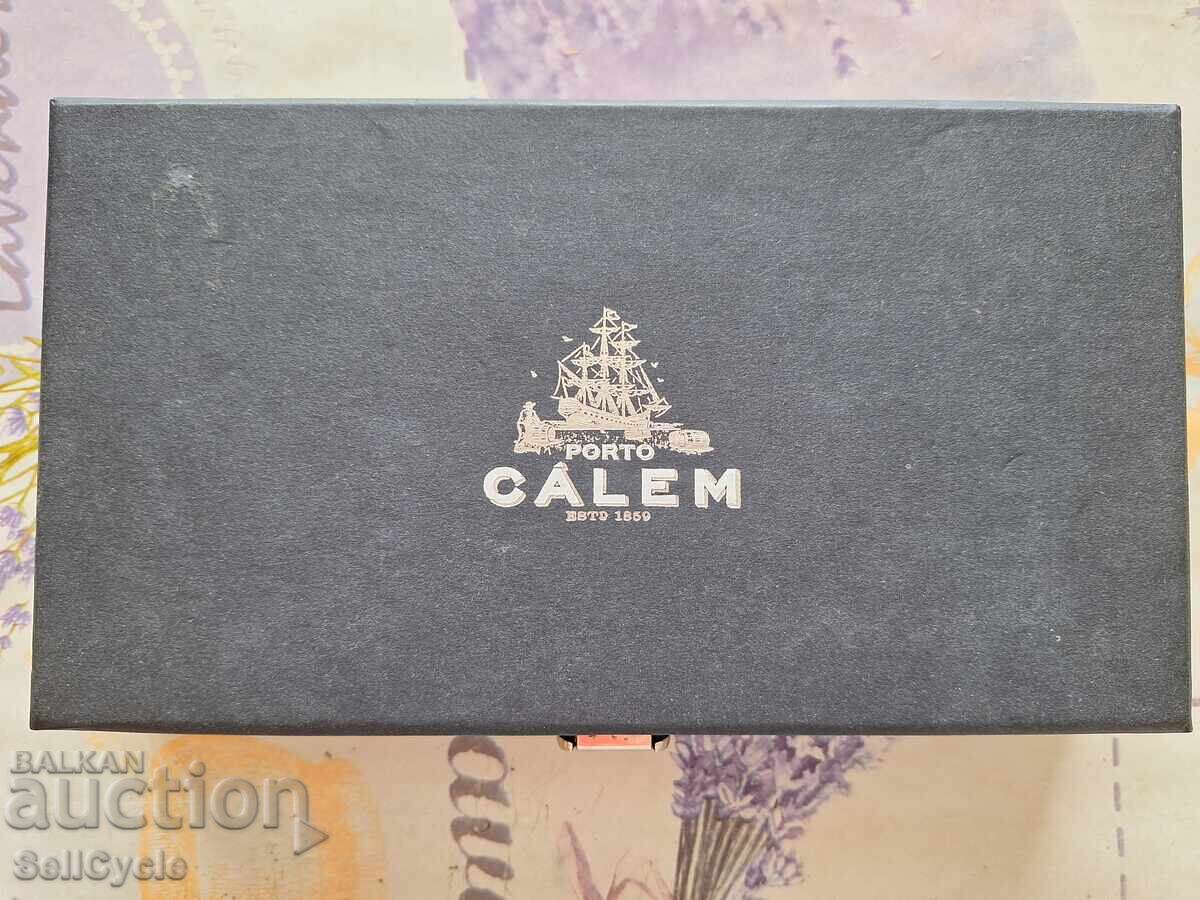 PORTO
CÁLEM
ESTD 1859
BALKAN
auction
SellCycle